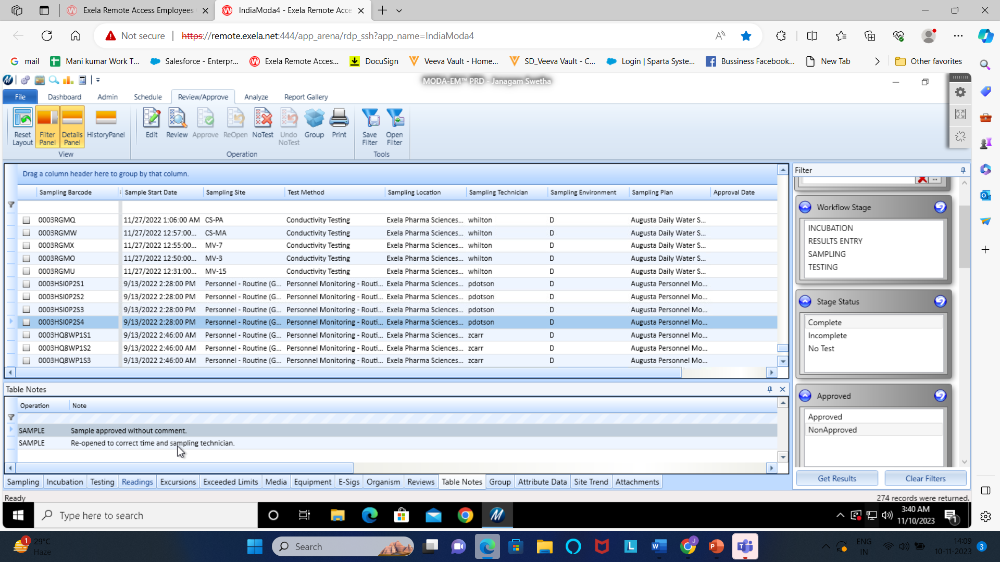 Exela Remote Access Employees
IndiaModa4 - Exela Remote Acce
Not secure
https://remote.exela.net:444/app_arena/rdp_ssh?app_name=IndiaModa4
mail
Mani kumar Work T...
Salesforce - Enterpr...
Exela Remote Acces...
DocuSign
Veeva Vault - Home...
SD_Veeva Vault - C...
Login | Sparta Syste...
Bussiness Facebook...
New Tab
Other favorites
MODA-EM™ PRD - Janagam Swetha
File
Dashboard
Admin
Schedule
Review/Approve
Analyze
Report Gallery
Reset Layout
Filter Panel
Details Panel
HistoryPanel
Edit
Review
Approve
ReOpen
NoTest
Undo NoTest
Group
Print
Save Filter
Open Filter
View
Operation
Tools
Drag a column header here to group by that column.
Sampling Barcode Sample Start Date Sampling Site Test Method Sampling Location Sampling Technician Sampling Environment Sampling Plan Approval Date
0003RGMQ 11/27/2022 1:06:00 AM CS-PA Conductivity Testing Exela Pharma Sciences... whilton D Augusta Daily Water S...
0003RGMW 11/27/2022 12:57:00... CS-MA Conductivity Testing Exela Pharma Sciences... whilton D Augusta Daily Water S...
0003RGMX 11/27/2022 12:55:00... MV-7 Conductivity Testing Exela Pharma Sciences... whilton D Augusta Daily Water S...
0003RGMO 11/27/2022 12:50:00... MV-3 Conductivity Testing Exela Pharma Sciences... whilton D Augusta Daily Water S...
0003RGMU 11/27/2022 12:31:00... MV-15 Conductivity Testing Exela Pharma Sciences... whilton D Augusta Daily Water S...
0003HSI0P2S1 9/13/2022 2:28:00 PM Personnel - Routine (G... Personnel Monitoring - Routi... Exela Pharma Sciences... pdotson D Augusta Personnel Mo...
0003HSI0P2S2 9/13/2022 2:28:00 PM Personnel - Routine (G... Personnel Monitoring - Routi... Exela Pharma Sciences... pdotson D Augusta Personnel Mo...
0003HSI0P2S3 9/13/2022 2:28:00 PM Personnel - Routine (G... Personnel Monitoring - Routi... Exela Pharma Sciences... pdotson D Augusta Personnel Mo...
0003HSI0P2S4 9/13/2022 2:28:00 PM Personnel - Routine (G... Personnel Monitoring - Routi... Exela Pharma Sciences... pdotson D Augusta Personnel Mo...
0003HQ8WP1S1 9/13/2022 2:46:00 AM Personnel - Routine (G... Personnel Monitoring - Routi... Exela Pharma Sciences... zcarr D Augusta Personnel Mo...
0003HQ8WP1S2 9/13/2022 2:46:00 AM Personnel - Routine (G... Personnel Monitoring - Routi... Exela Pharma Sciences... zcarr D Augusta Personnel Mo...
0003HQ8WP1S3 9/13/2022 2:46:00 AM Personnel - Routine (G... Personnel Monitoring - Routi... Exela Pharma Sciences... zcarr D Augusta Personnel Mo...
Filter
Workflow Stage
INCUBATION
RESULTS ENTRY
SAMPLING
TESTING
Stage Status
Complete
Incomplete
No Test
Approved
Approved
NonApproved
Get Results
Clear Filters
Table Notes
Operation Note
SAMPLE Sample approved without comment.
SAMPLE Re-opened to correct time and sampling technician.
Sampling Incubation Testing Readings Excursions Exceeded Limits Media Equipment E-Sigs Organism Reviews Table Notes Group Attribute Data Site Trend Attachments
Ready
274 records were returned.
Type here to search
3:40 AM
11/10/2023
1
1
29°C
Haze
Search
ENG
IN
14:09
10-11-2023
3